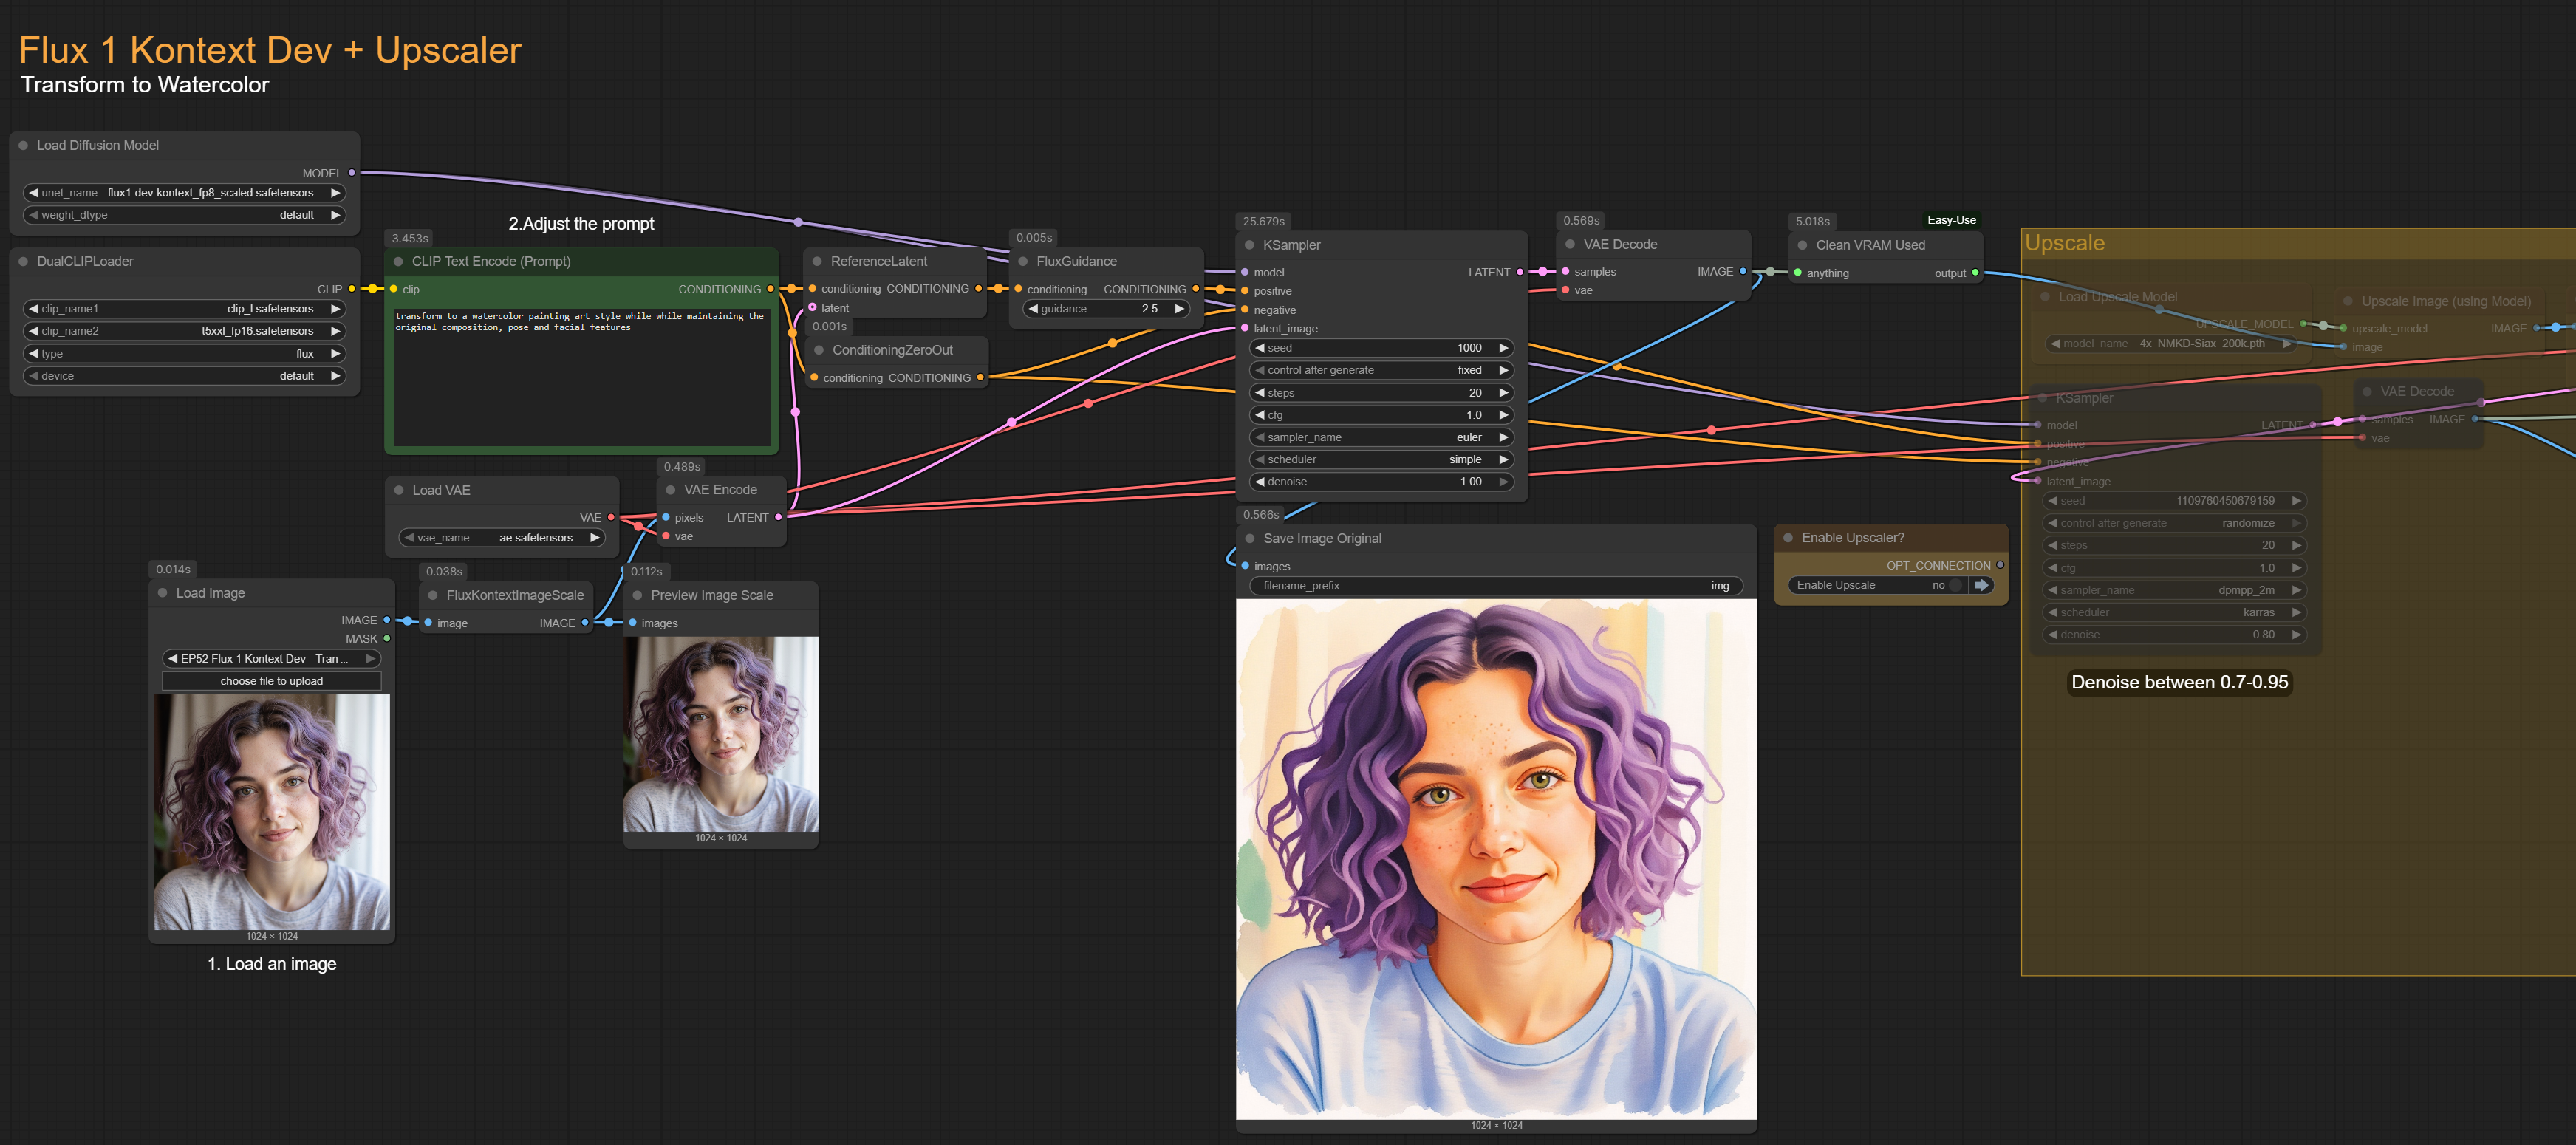 Flux 1 Kontext Dev + Upscaler
Transform to Watercolor
Load Diffusion Model
MODEL
unet_name flux1-dev-kontext_fp8_scaled.safetensors
weight_dtype default
DualCLIPLoader
CLIP
clip_name1 clip_l.safetensors
clip_name2 t5xxl_fp16.safetensors
type flux
device default
2.Adjust the prompt
3.453s
CLIP Text Encode (Prompt)
clip CONDITIONING
transform to a watercolor painting art style while while maintaining the
original composition, pose and facial features
ReferenceLatent
conditioning CONDITIONING
latent
0.001s
ConditioningZeroOut
conditioning CONDITIONING
0.005s
FluxGuidance
conditioning CONDITIONING
guidance 2.5
Load VAE
VAE
vae_name ae.safetensors
0.489s
VAE Encode
pixels LATENT
vae
0.014s
Load Image
IMAGE
MASK
EP52 Flux 1 Kontext Dev - Tran ...
choose file to upload
1024 × 1024
1. Load an image
0.038s
FluxKontextImageScale
image IMAGE
0.112s
Preview Image Scale
images
1024 × 1024
25.679s
KSampler
model LATENT
positive
negative
latent_image
seed 1000
control after generate fixed
steps 20
cfg 1.0
sampler_name euler
scheduler simple
denoise 1.00
0.569s
VAE Decode
samples IMAGE
vae
5.018s
Easy-Use
Clean VRAM Used
anything output
0.566s
Save Image Original
images
filename_prefix img
1024 × 1024
Enable Upscaler?
OPT_CONNECTION
Enable Upscale no
Upscale
Load Upscale Model
UPSCALE_MODEL
model_name 4x_NMKD-Siax_200k.pth
Upscale Image (using Model)
upscale_model IMAGE
image
KSampler
model LATENT
positive
negative
latent_image
seed 1109760450679159
control after generate randomize
steps 20
cfg 1.0
sampler_name dpmpp_2m
scheduler karras
denoise 0.80
VAE Decode
samples IMAGE
vae
Denoise between 0.7-0.95